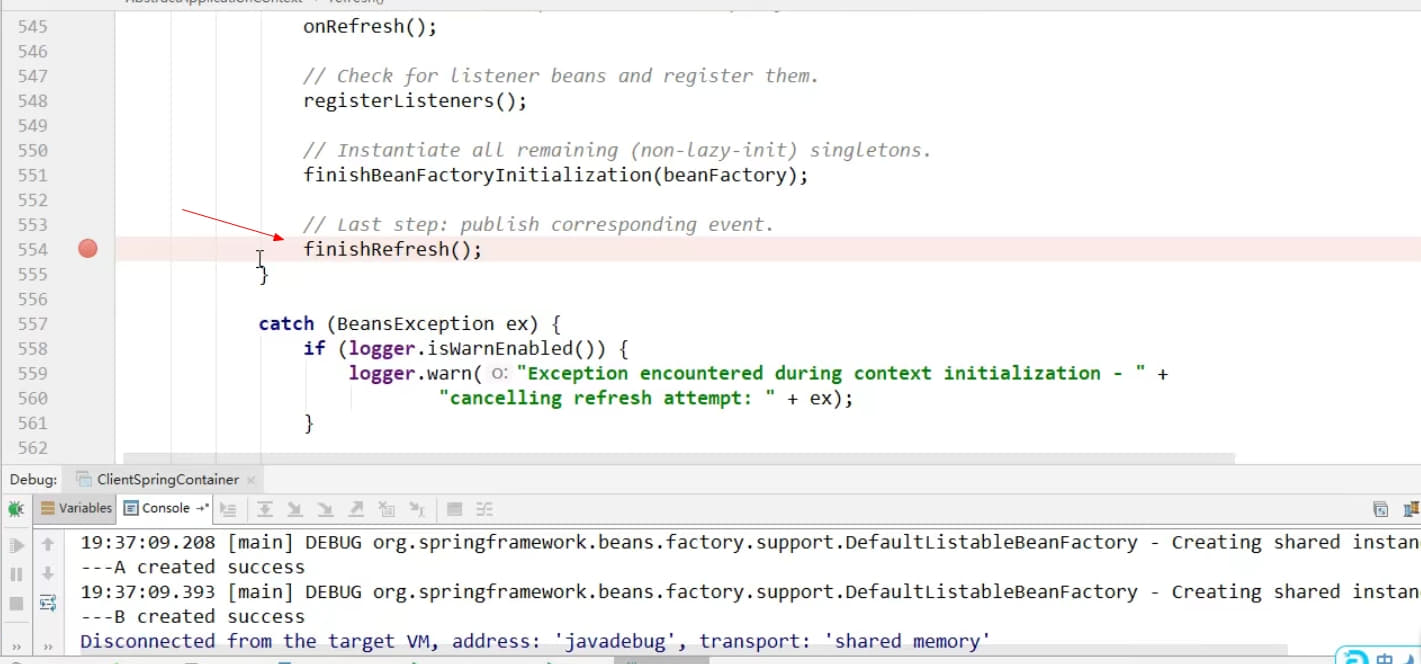 AbstractApplicationContext › refresh()
545 onRefresh();
546
547 // Check for listener beans and register them.
548 registerListeners();
549
550 // Instantiate all remaining (non-lazy-init) singletons.
551 finishBeanFactoryInitialization(beanFactory);
552
553 // Last step: publish corresponding event.
554 finishRefresh();
555 }
556
557 catch (BeansException ex) {
558 if (logger.isWarnEnabled()) {
559 logger.warn( o: "Exception encountered during context initialization - " +
560 "cancelling refresh attempt: " + ex);
561 }
562
Debug: ClientSpringContainer
Variables Console
19:37:09.208 [main] DEBUG org.springframework.beans.factory.support.DefaultListableBeanFactory - Creating shared instan
---A created success
19:37:09.393 [main] DEBUG org.springframework.beans.factory.support.DefaultListableBeanFactory - Creating shared instan
---B created success
Disconnected from the target VM, address: 'javadebug', transport: 'shared memory'
中